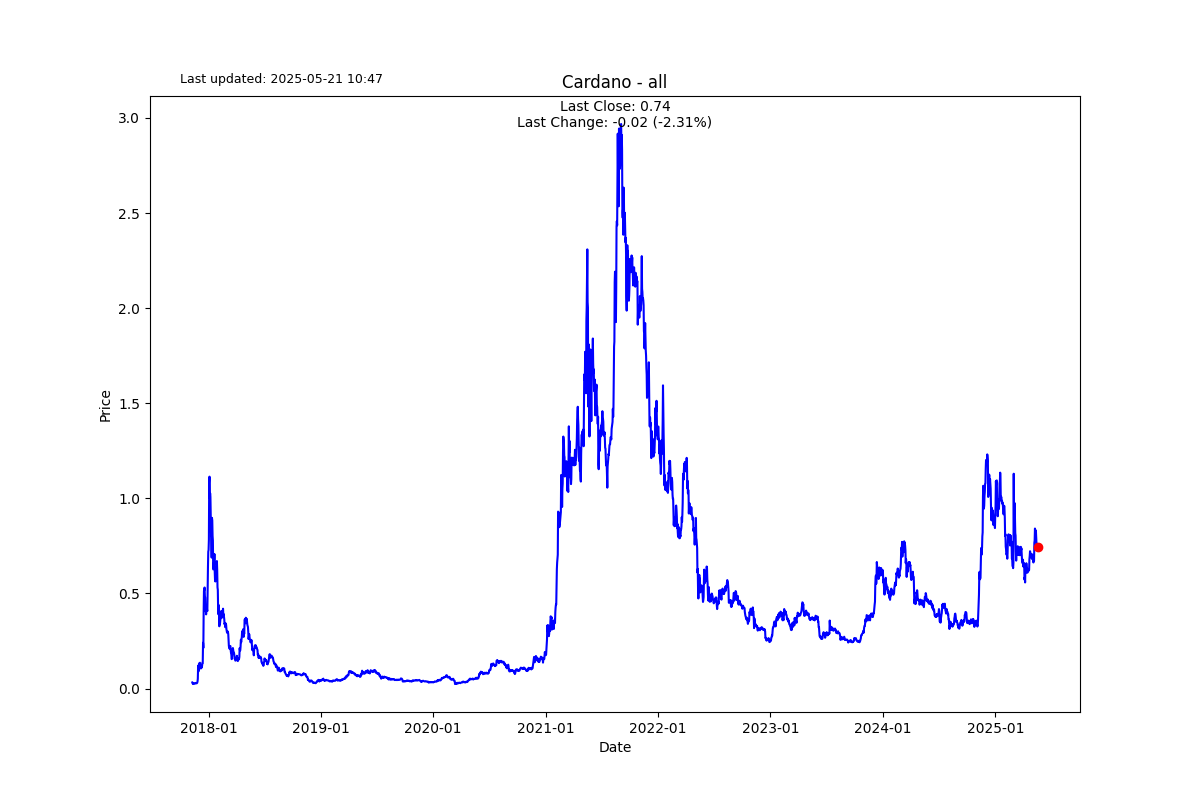 Last updated: 2025-05-21 10:47
Cardano - all
Last Close: 0.74
Last Change: -0.02 (-2.31%)
3.0
2.5
2.0
1.5
1.0
0.5
0.0
Price
2018-01 2019-01 2020-01 2021-01 2022-01 2023-01 2024-01 2025-01
Date